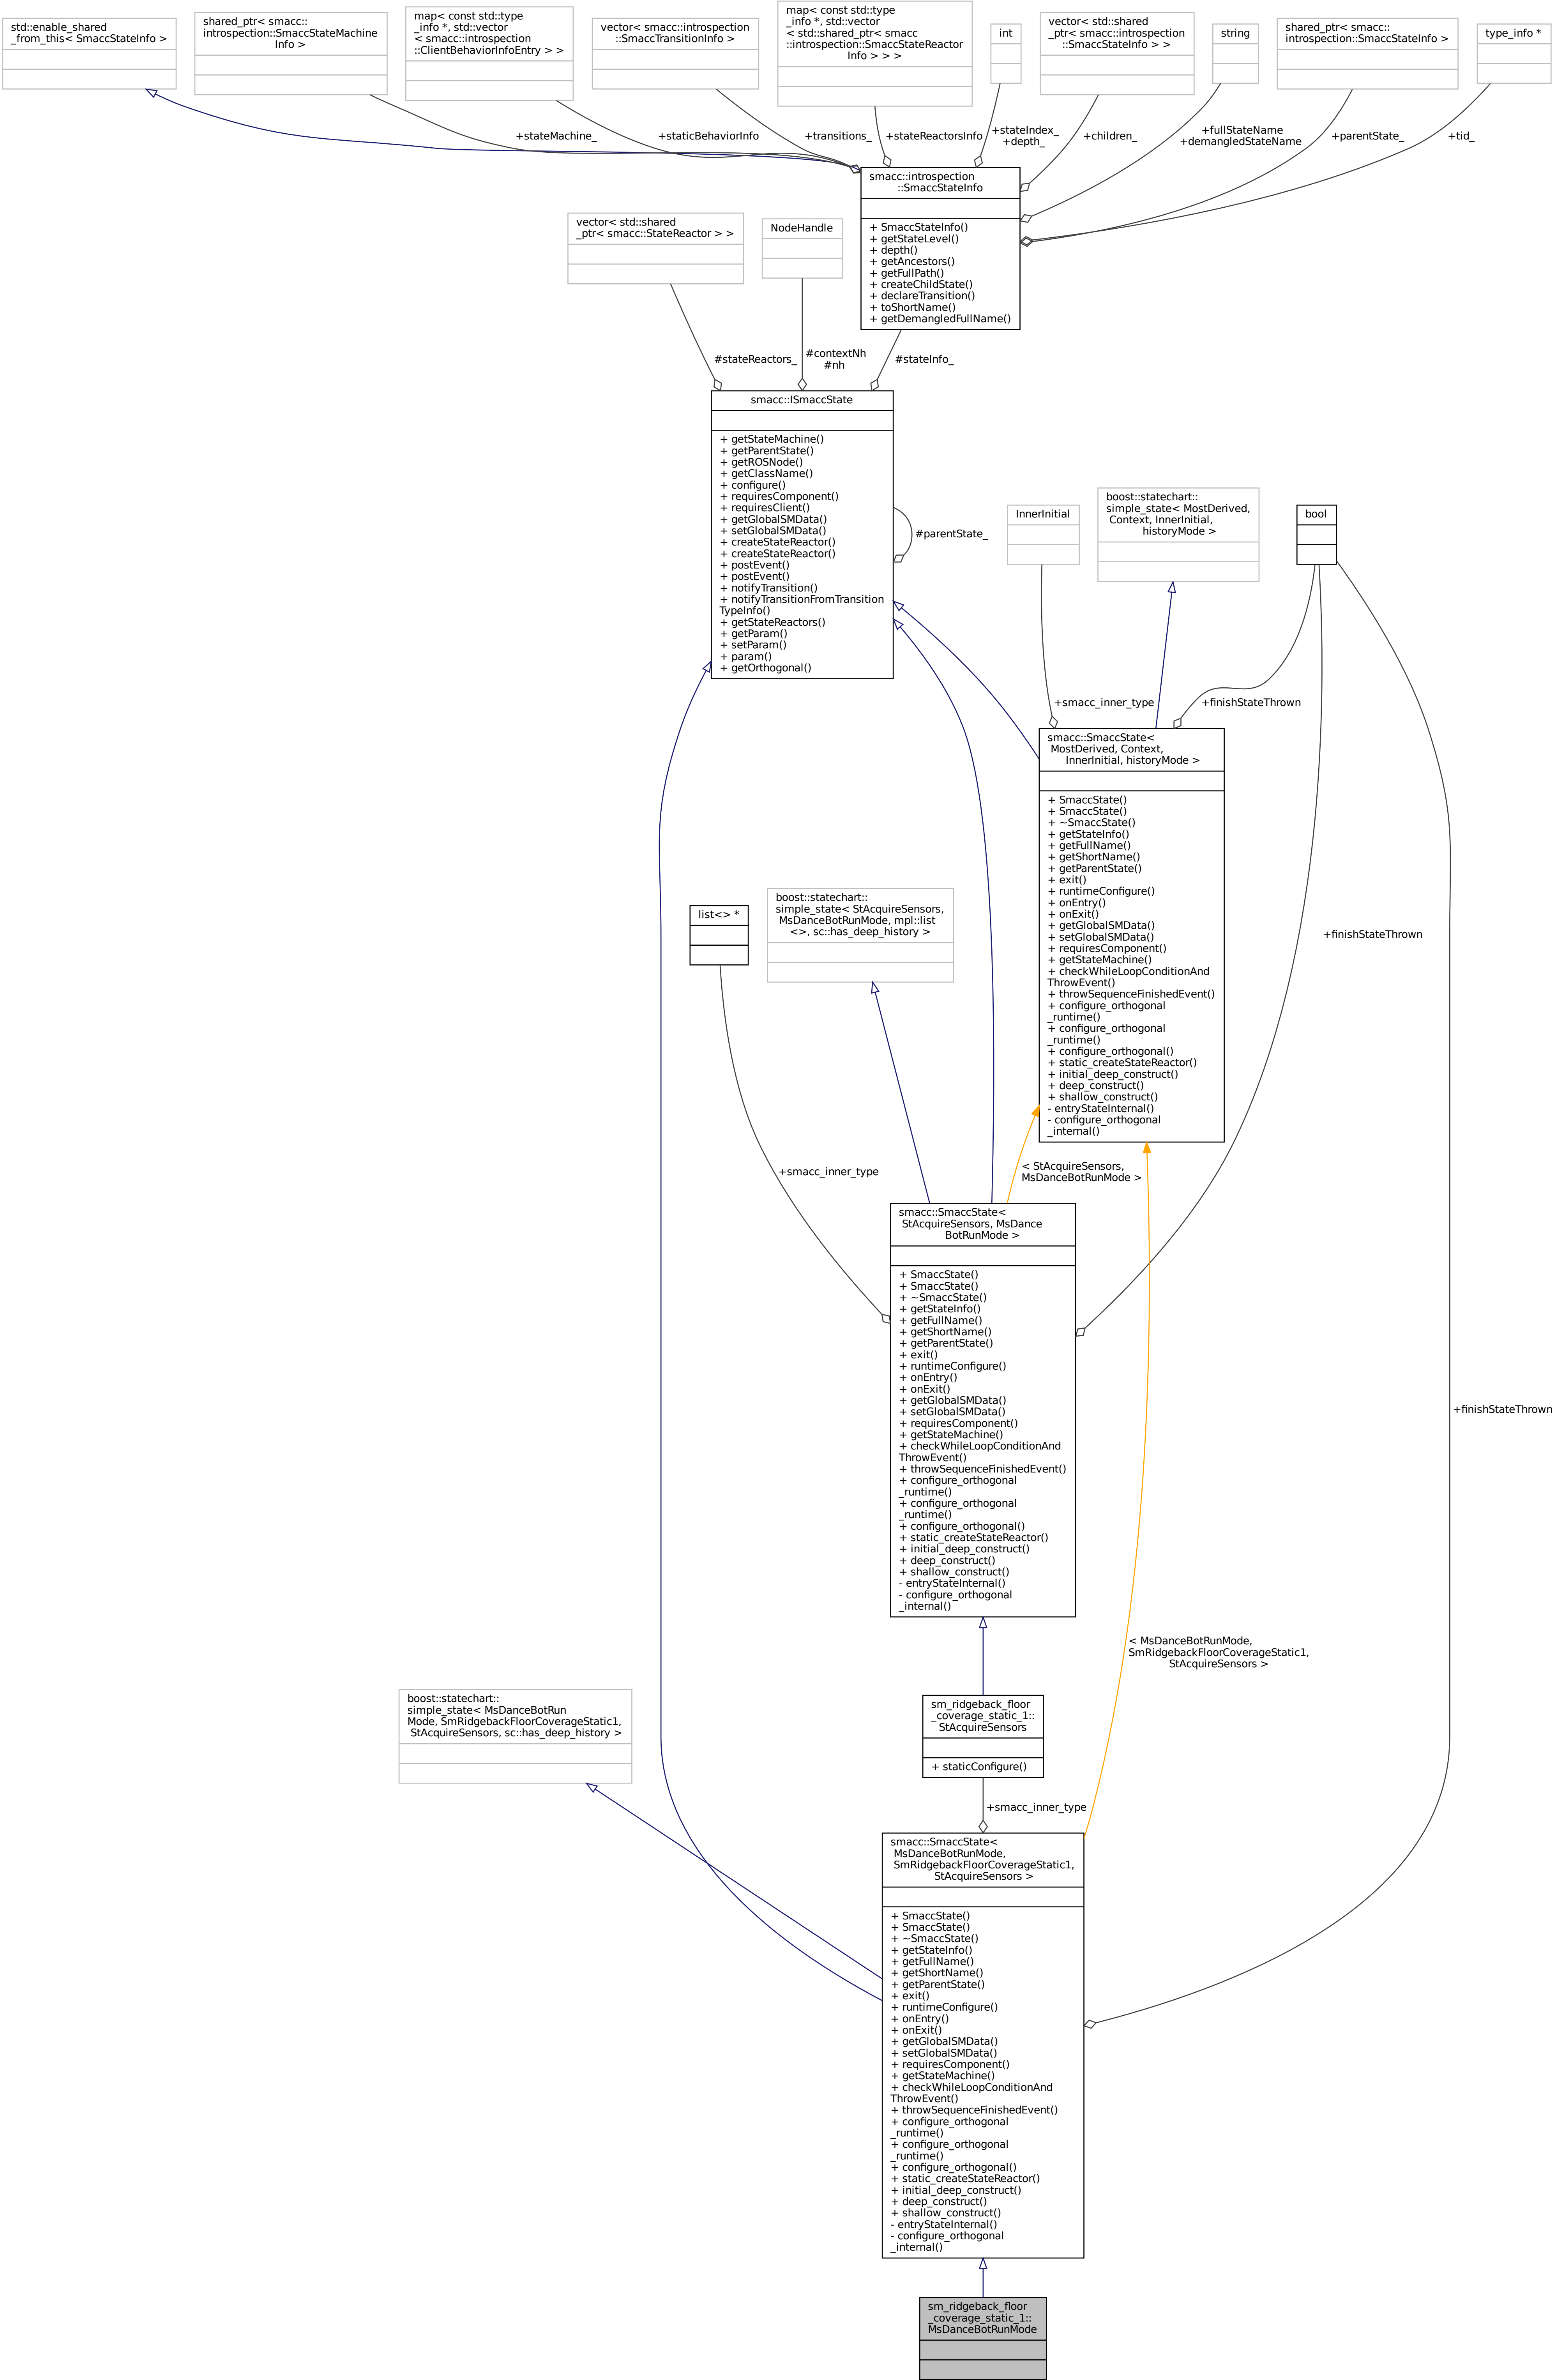 std::enable_shared
_from_this< SmaccStateInfo >
shared_ptr< smacc::
introspection::SmaccStateMachine
Info >
map< const std::type
_info *, std::vector
< smacc::introspection
::ClientBehaviorInfoEntry > >
vector< smacc::introspection
::SmaccTransitionInfo >
map< const std::type
_info *, std::vector
< std::shared_ptr< smacc
::introspection::SmaccStateReactor
Info > > >
int
vector< std::shared
_ptr< smacc::introspection
::SmaccStateInfo > >
string
shared_ptr< smacc::
introspection::SmaccStateInfo >
type_info *
+stateMachine_
+staticBehaviorInfo
+transitions_
+stateReactorsInfo
+stateIndex_
+depth_
+children_
+fullStateName
+demangledStateName
+parentState_
+tid_
smacc::introspection
::SmaccStateInfo
+ SmaccStateInfo()
+ getStateLevel()
+ depth()
+ getAncestors()
+ getFullPath()
+ createChildState()
+ declareTransition()
+ toShortName()
+ getDemangledFullName()
vector< std::shared
_ptr< smacc::StateReactor > >
NodeHandle
#stateReactors_
#contextNh
#nh
#stateInfo_
smacc::ISmaccState
+ getStateMachine()
+ getParentState()
+ getROSNode()
+ getClassName()
+ configure()
+ requiresComponent()
+ requiresClient()
+ getGlobalSMData()
+ setGlobalSMData()
+ createStateReactor()
+ createStateReactor()
+ postEvent()
+ postEvent()
+ notifyTransition()
+ notifyTransitionFromTransition
TypeInfo()
+ getStateReactors()
+ getParam()
+ setParam()
+ param()
+ getOrthogonal()
#parentState_
InnerInitial
boost::statechart::
simple_state< MostDerived,
Context, InnerInitial,
historyMode >
bool
+smacc_inner_type
+finishStateThrown
smacc::SmaccState<
MostDerived, Context,
InnerInitial, historyMode >
+ SmaccState()
+ SmaccState()
+ ~SmaccState()
+ getStateInfo()
+ getFullName()
+ getShortName()
+ getParentState()
+ exit()
+ runtimeConfigure()
+ onEntry()
+ onExit()
+ getGlobalSMData()
+ setGlobalSMData()
+ requiresComponent()
+ getStateMachine()
+ checkWhileLoopConditionAnd
ThrowEvent()
+ throwSequenceFinishedEvent()
+ configure_orthogonal
_runtime()
+ configure_orthogonal
_runtime()
+ configure_orthogonal()
+ static_createStateReactor()
+ initial_deep_construct()
+ deep_construct()
+ shallow_construct()
- entryStateInternal()
- configure_orthogonal
_internal()
list<> *
boost::statechart::
simple_state< StAcquireSensors,
MsDanceBotRunMode, mpl::list
<>, sc::has_deep_history >
+finishStateThrown
+smacc_inner_type
< StAcquireSensors,
MsDanceBotRunMode >
smacc::SmaccState<
StAcquireSensors, MsDance
BotRunMode >
+ SmaccState()
+ SmaccState()
+ ~SmaccState()
+ getStateInfo()
+ getFullName()
+ getShortName()
+ getParentState()
+ exit()
+ runtimeConfigure()
+ onEntry()
+ onExit()
+ getGlobalSMData()
+ setGlobalSMData()
+ requiresComponent()
+ getStateMachine()
+ checkWhileLoopConditionAnd
ThrowEvent()
+ throwSequenceFinishedEvent()
+ configure_orthogonal
_runtime()
+ configure_orthogonal
_runtime()
+ configure_orthogonal()
+ static_createStateReactor()
+ initial_deep_construct()
+ deep_construct()
+ shallow_construct()
- entryStateInternal()
- configure_orthogonal
_internal()
+finishStateThrown
< MsDanceBotRunMode,
SmRidgebackFloorCoverageStatic1,
StAcquireSensors >
boost::statechart::
simple_state< MsDanceBotRun
Mode, SmRidgebackFloorCoverageStatic1,
StAcquireSensors, sc::has_deep_history >
sm_ridgeback_floor
_coverage_static_1::
StAcquireSensors
+ staticConfigure()
+smacc_inner_type
smacc::SmaccState<
MsDanceBotRunMode,
SmRidgebackFloorCoverageStatic1,
StAcquireSensors >
+ SmaccState()
+ SmaccState()
+ ~SmaccState()
+ getStateInfo()
+ getFullName()
+ getShortName()
+ getParentState()
+ exit()
+ runtimeConfigure()
+ onEntry()
+ onExit()
+ getGlobalSMData()
+ setGlobalSMData()
+ requiresComponent()
+ getStateMachine()
+ checkWhileLoopConditionAnd
ThrowEvent()
+ throwSequenceFinishedEvent()
+ configure_orthogonal
_runtime()
+ configure_orthogonal
_runtime()
+ configure_orthogonal()
+ static_createStateReactor()
+ initial_deep_construct()
+ deep_construct()
+ shallow_construct()
- entryStateInternal()
- configure_orthogonal
_internal()
sm_ridgeback_floor
_coverage_static_1::
MsDanceBotRunMode